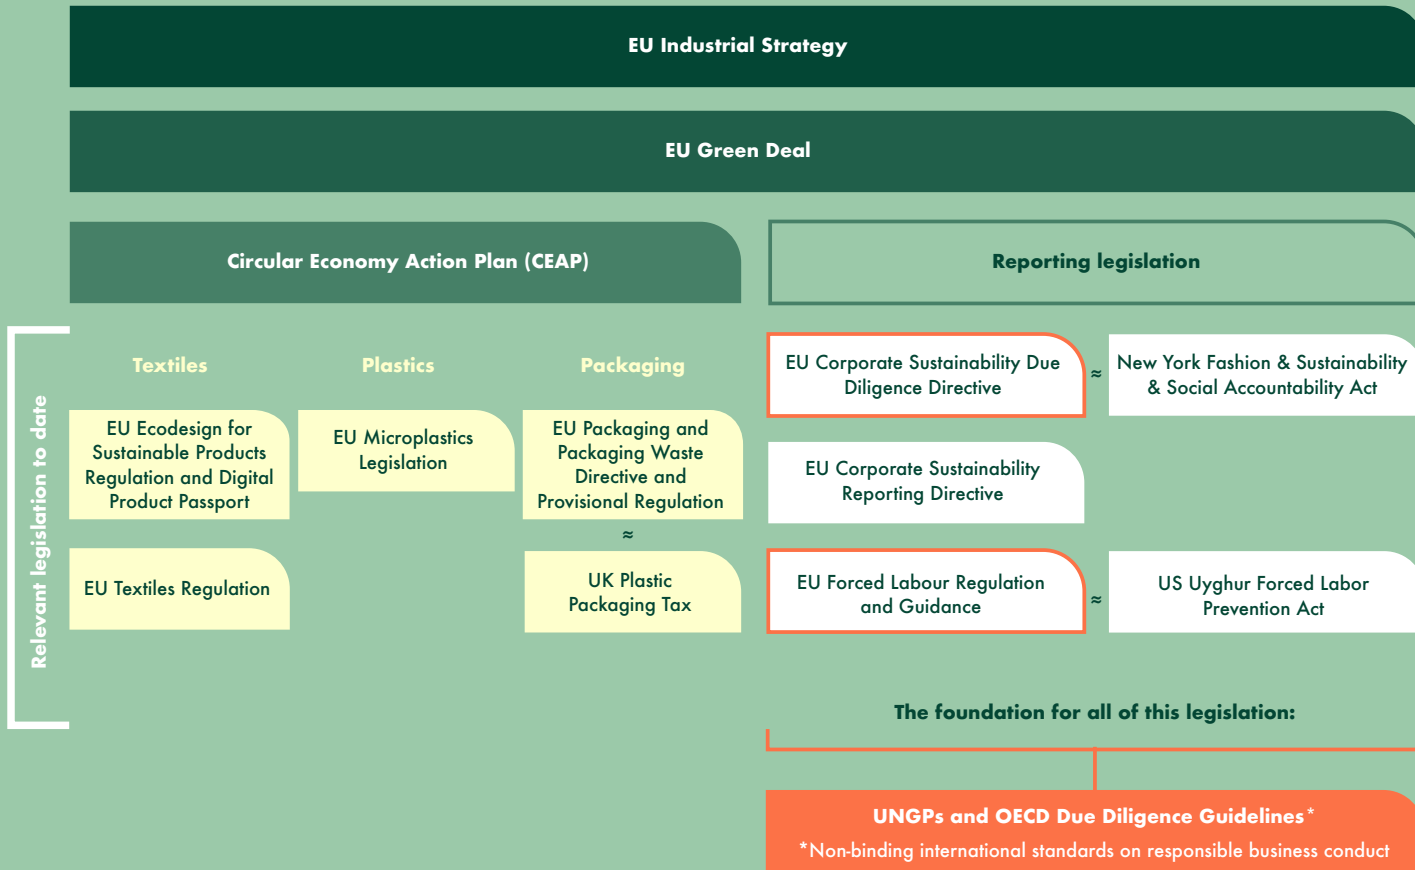 EU Industrial Strategy
EU Green Deal
Circular Economy Action Plan (CEAP)
Reporting legislation
Relevant legislation to date
Textiles
EU Ecodesign for
Sustainable Products
Regulation and Digital
Product Passport
EU Textiles Regulation
Plastics
EU Microplastics
Legislation
Packaging
EU Packaging and
Packaging Waste
Directive and
Provisional Regulation
≈
UK Plastic
Packaging Tax
EU Corporate Sustainability Due
Diligence Directive
≈
New York Fashion & Sustainability
& Social Accountability Act
EU Corporate Sustainability
Reporting Directive
EU Forced Labour Regulation
and Guidance
≈
US Uyghur Forced Labor
Prevention Act
The foundation for all of this legislation:
UNGPs and OECD Due Diligence Guidelines*
*Non-binding international standards on responsible business conduct